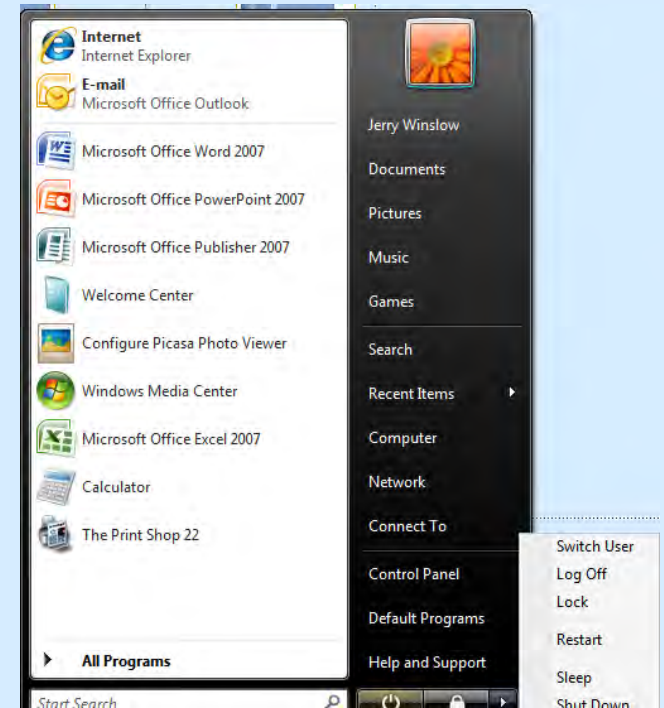 Internet
Internet Explorer
E-mail
Microsoft Office Outlook
Microsoft Office Word 2007
Microsoft Office PowerPoint 2007
Microsoft Office Publisher 2007
Welcome Center
Configure Picasa Photo Viewer
Windows Media Center
Microsoft Office Excel 2007
Calculator
The Print Shop 22
All Programs
Start Search
Jerry Winslow
Documents
Pictures
Music
Games
Search
Recent Items
Computer
Network
Connect To
Control Panel
Default Programs
Help and Support
Switch User
Log Off
Lock
Restart
Sleep
Shut Down